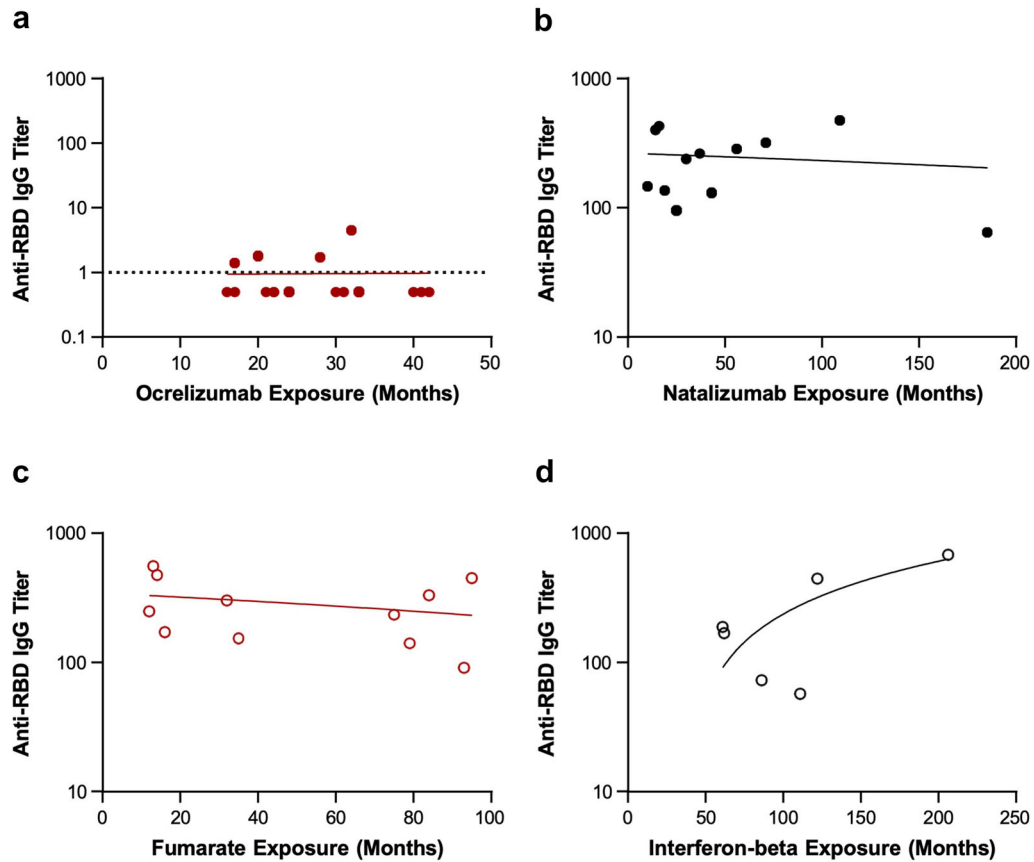 a
Anti-RBD IgG Titer
1000
100
10
1
0.1
0 10 20 30 40 50
Ocrelizumab Exposure (Months)
b
Anti-RBD IgG Titer
1000
100
10
0 50 100 150 200
Natalizumab Exposure (Months)
c
Anti-RBD IgG Titer
1000
100
10
0 20 40 60 80 100
Fumarate Exposure (Months)
d
Anti-RBD IgG Titer
1000
100
10
0 50 100 150 200 250
Interferon-beta Exposure (Months)